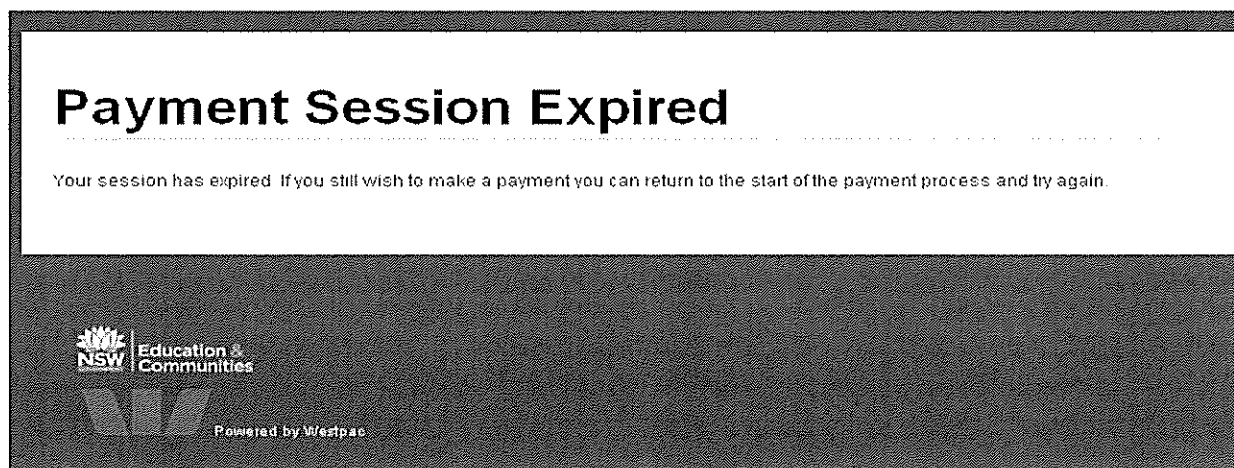 Payment Session Expired
Your session has expired. If you still wish to make a payment you can return to the start of the payment process and try again.
NSW
Education &
Communities
Powered by Westpac